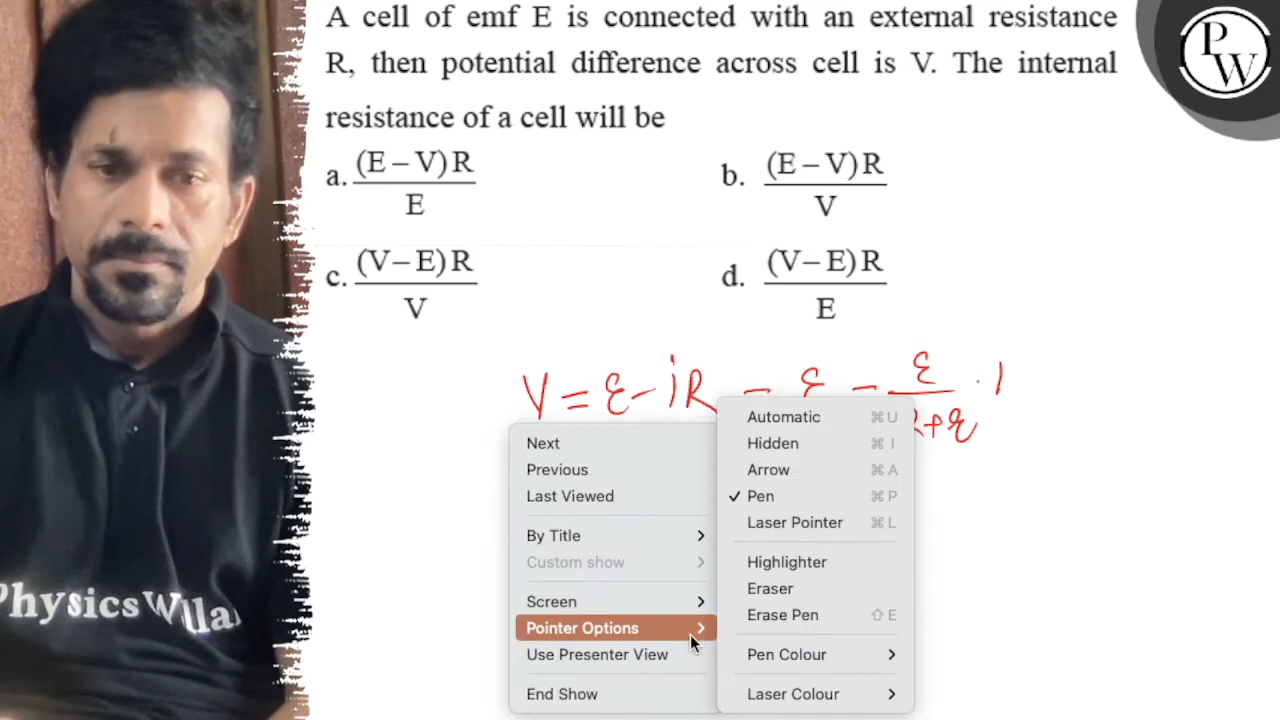 A cell of emf E is connected with an external resistance
R, then potential difference across cell is V. The internal
resistance of a cell will be
a. (E – V) R / E
b. (E – V) R / V
c. (V – E) R / V
d. (V – E) R / E
PW
V = ε - iR = ε - ε
Next
Previous
Last Viewed
By Title
Custom show
Screen
Pointer Options
Use Presenter View
End Show
Automatic ⌘ U
Hidden ⌘ I
Arrow ⌘ A
✓ Pen ⌘ P
Laser Pointer ⌘ L
Highlighter
Eraser
Erase Pen ⇧ E
Pen Colour
Laser Colour
Physics Walla